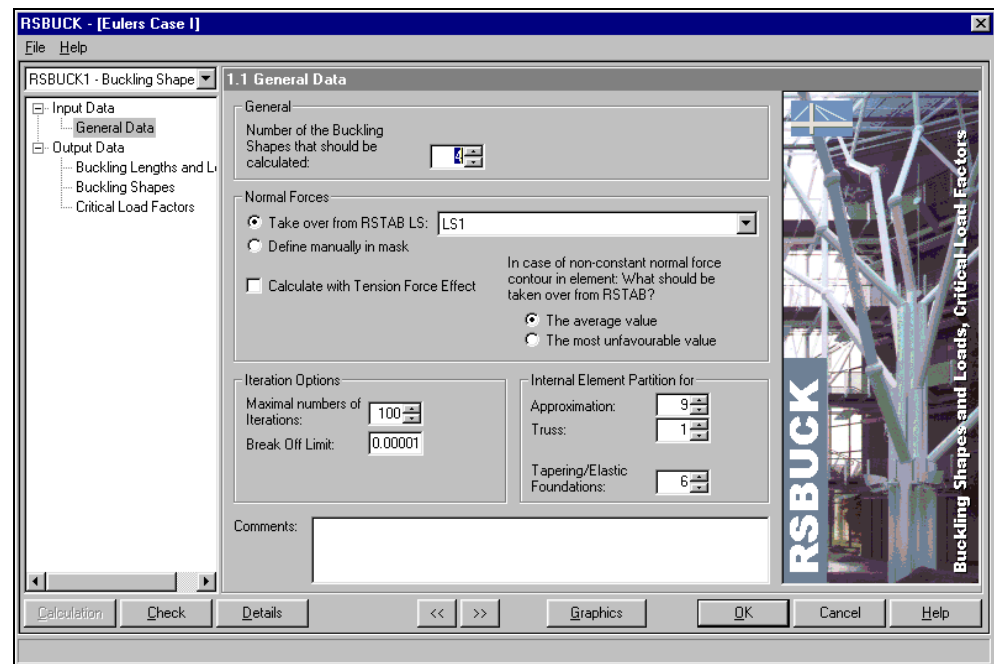 RSBUCK - [Eulers Case I]
File Help
RSBUCK1 - Buckling Shape
Input Data
General Data
Output Data
Buckling Lengths and L
Buckling Shapes
Critical Load Factors
1.1 General Data
General
Number of the Buckling
Shapes that should be
calculated:
4
Normal Forces
Take over from RSTAB LS:
LS1
Define manually in mask
Calculate with Tension Force Effect
In case of non-constant normal force
contour in element: What should be
taken over from RSTAB?
The average value
The most unfavourable value
Iteration Options
Maximal numbers of
Iterations:
100
Break Off Limit:
0.00001
Internal Element Partition for
Approximation:
9
Truss:
1
Tapering/Elastic
Foundations:
6
Comments:
RSBUCK
Buckling Shapes and Loads, Critical Load Factors
Calculation Check Details << >> Graphics OK Cancel Help